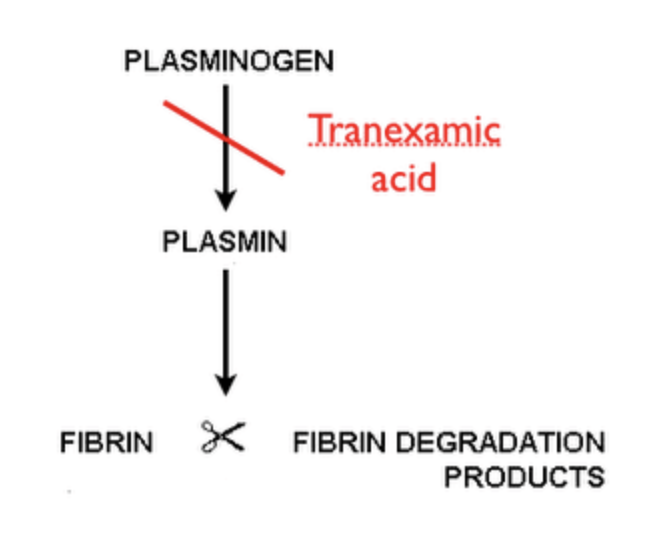 PLASMINOGEN
Tranexamic
acid
PLASMIN
FIBRIN
FIBRIN DEGRADATION
PRODUCTS